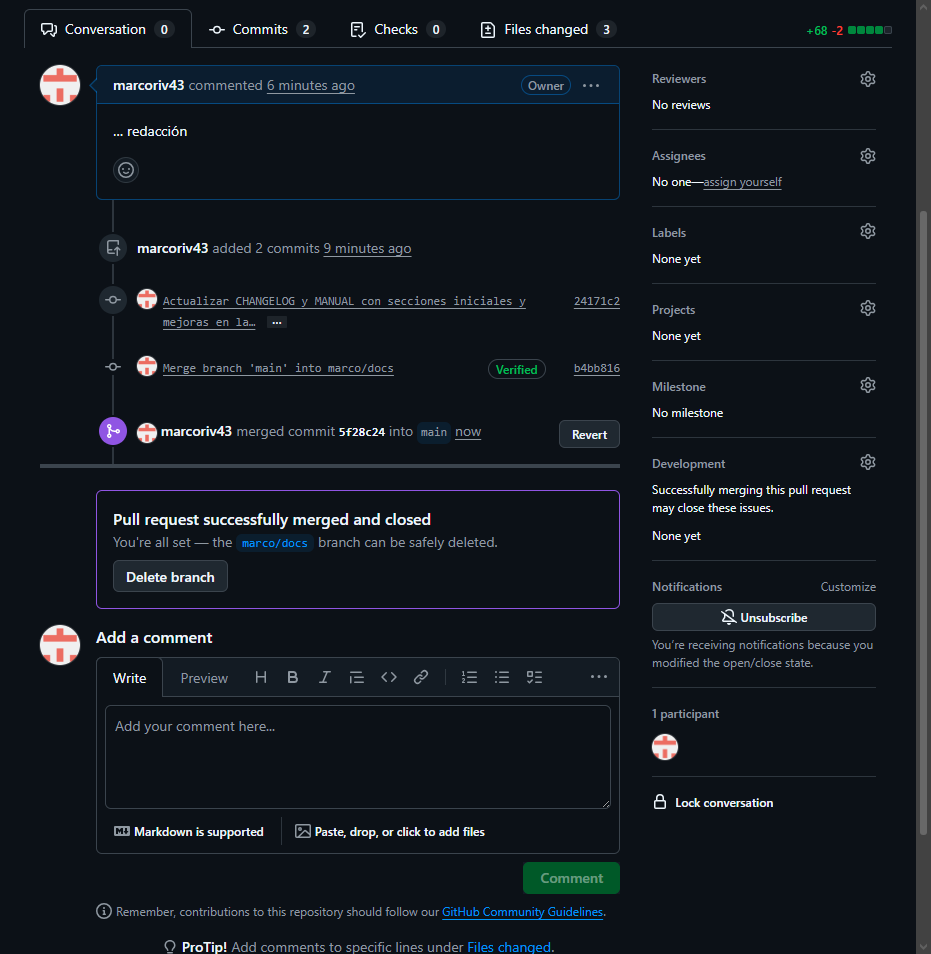 Conversation 0 Commits 2 Checks 0 Files changed 3 +68 -2
marcoriv43 commented 6 minutes ago Owner
... redacción
marcoriv43 added 2 commits 9 minutes ago
Actualizar CHANGELOG y MANUAL con secciones iniciales y 24171c2
mejoras en la… …
Merge branch 'main' into marco/docs Verified b4bb816
marcoriv43 merged commit 5f28c24 into main now Revert
Pull request successfully merged and closed
You're all set — the marco/docs branch can be safely deleted.
Delete branch
Add a comment
Write Preview
Add your comment here...
Markdown is supported Paste, drop, or click to add files
Comment
Remember, contributions to this repository should follow our GitHub Community Guidelines.
ProTip! Add comments to specific lines under Files changed.
Reviewers
No reviews
Assignees
No one—assign yourself
Labels
None yet
Projects
None yet
Milestone
No milestone
Development
Successfully merging this pull request
may close these issues.
None yet
Notifications Customize
Unsubscribe
You're receiving notifications because you
modified the open/close state.
1 participant
Lock conversation